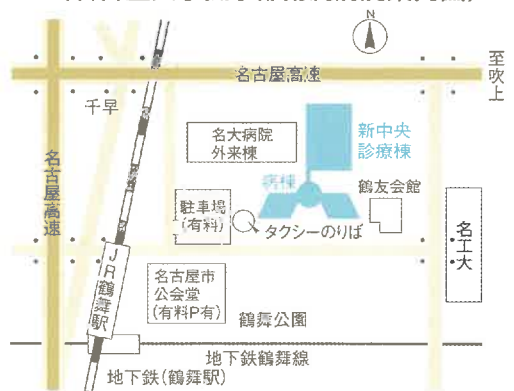 N
名古屋高速
至吹上
千早
名大病院
外来棟
新中央
診療棟
病棟
鶴友会館
名古屋高速
駐車場
(有料)
タクシーのりば
名工大
JR鶴舞駅
名古屋市
公会堂
(有料P有)
鶴舞公園
地下鉄鶴舞線
地下鉄(鶴舞駅)